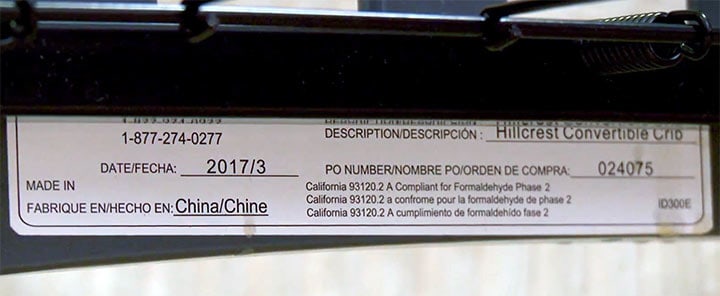 1-877-274-0277
DESCRIPTION/DESCRIPCIÓN : Hillcrest Convertible Crib
DATE/FECHA: 2017/3
PO NUMBER/NOMBRE PO/ORDEN DE COMPRA: 024075
MADE IN
FABRIQUE EN/HECHO EN: China/Chine
California 93120.2 A Compliant for Formaldehyde Phase 2
California 93120.2 a confrome pour la formaldehyde de phase 2
California 93120.2 A cumplimiento de formaldehído fase 2
ID300E